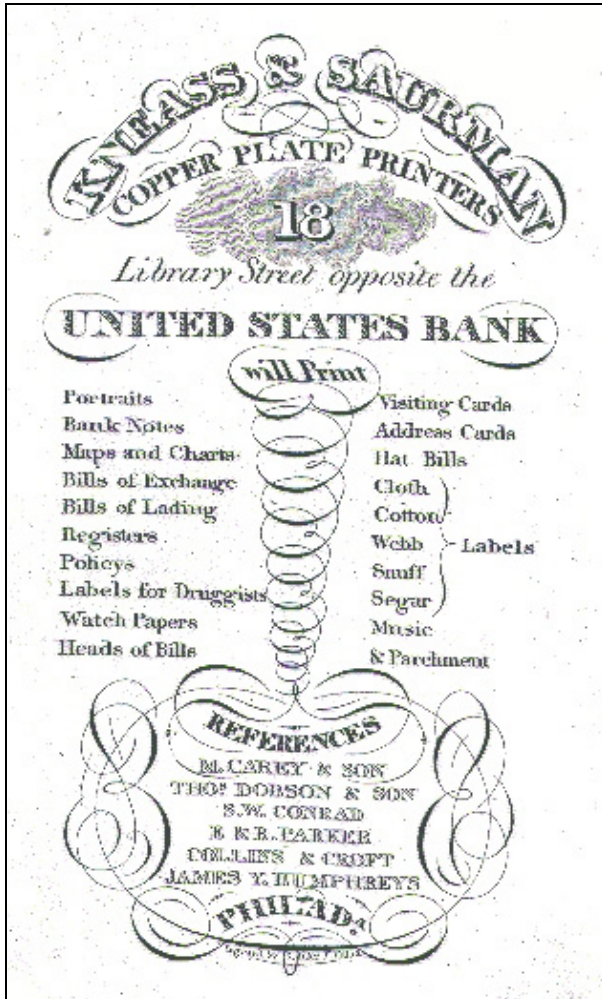 KNEASS & SAURMAN
COPPER PLATE PRINTERS
18
Library Street opposite the
UNITED STATES BANK
will Print
Portraits
Bank Notes
Maps and Charts
Bills of Exchange
Bills of Lading
Registers
Policys
Labels for Druggists
Watch Papers
Heads of Bills
Visiting Cards
Address Cards
Hat Bills
Cloth
Cotton
Webb
Snuff
Segar
Labels
Music
& Parchment
REFERENCES
M. CAREY & SON
THOS. DOBSON & SON
S.W. CONRAD
E & R. PARKER
COLLINS & CROFT
JAMES Y. HUMPHREYS
PHILADA.